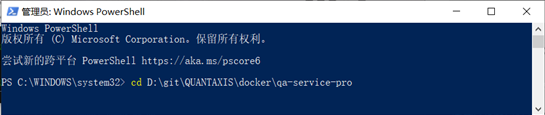 管理员: Windows PowerShell
Windows PowerShell
版权所有 (C) Microsoft Corporation。保留所有权利。
尝试新的跨平台 PowerShell https://aka.ms/pscore6
PS C:\WINDOWS\system32> cd D:\git\QUANTAXIS\docker\qa-service-pro